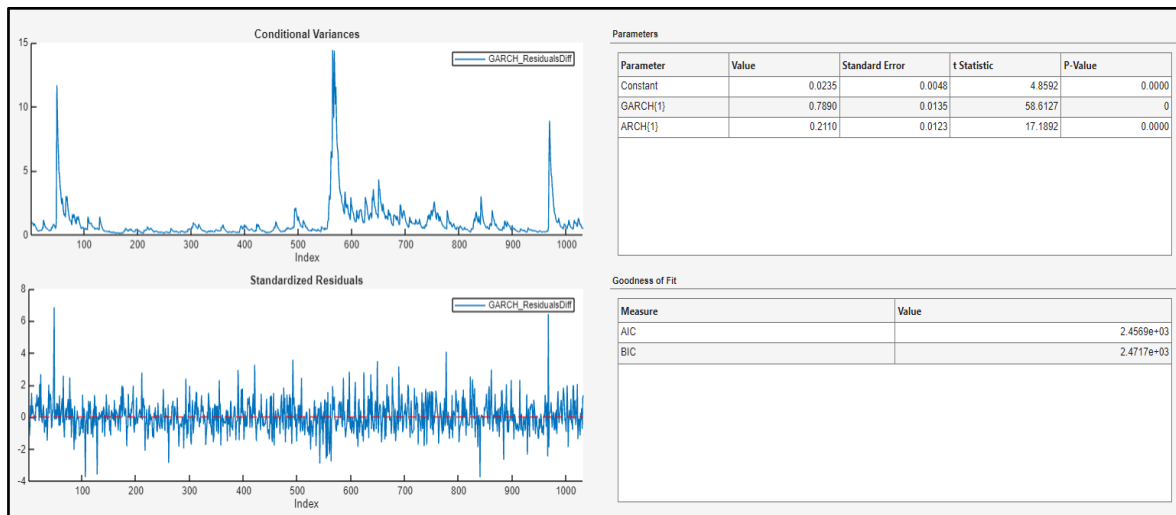 Conditional Variances
GARCH_ResidualsDiff
15
10
5
0
100 200 300 400 500 600 700 800 900 1000
Index
Standardized Residuals
GARCH_ResidualsDiff
8
6
4
2
0
-2
-4
100 200 300 400 500 600 700 800 900 1000
Index
Parameters
Parameter Value Standard Error t Statistic P-Value
Constant 0.0235 0.0048 4.8592 0.0000
GARCH{1} 0.7890 0.0135 58.6127 0
ARCH{1} 0.2110 0.0123 17.1892 0.0000
Goodness of Fit
Measure Value
AIC 2.4569e+03
BIC 2.4717e+03